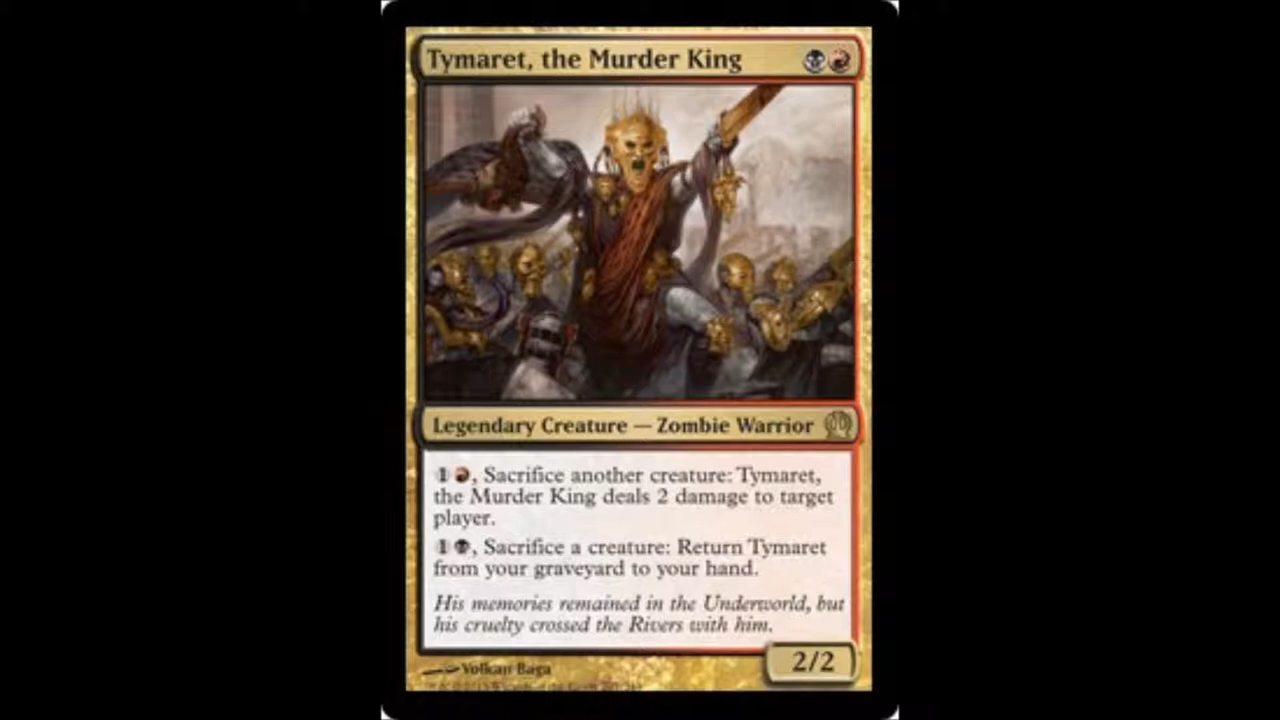 Tymaret, the Murder King
Legendary Creature — Zombie Warrior
1, Sacrifice another creature: Tymaret,
the Murder King deals 2 damage to target
player.
1, Sacrifice a creature: Return Tymaret
from your graveyard to your hand.
His memories remained in the Underworld, but
his cruelty crossed the Rivers with him.
2/2
Volkan Baga